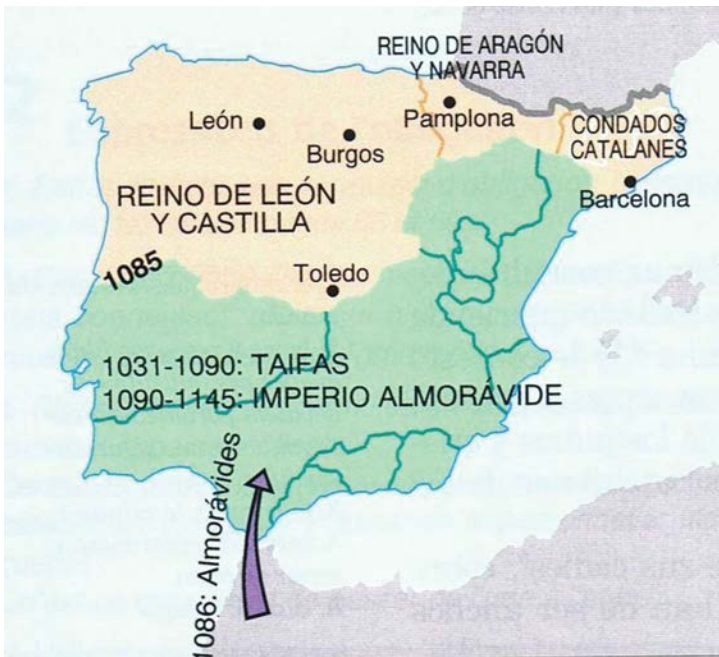 REINO DE ARAGÓN
Y NAVARRA
León
Burgos
Pamplona
CONDADOS
CATALANES
Barcelona
REINO DE LEÓN
Y CASTILLA
1085
Toledo
1031-1090: TAIFAS
1090-1145: IMPERIO ALMORÁVIDE
1086: Almorávides